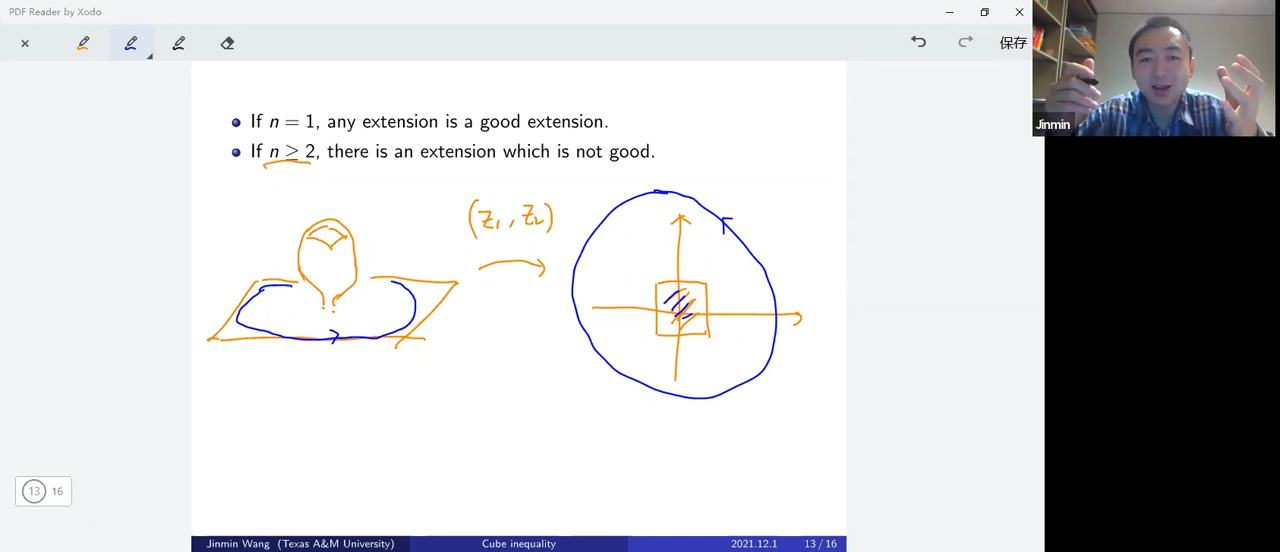 PDF Reader by Xodo
保存
Jinmin
If n = 1, any extension is a good extension.
If n ≥ 2, there is an extension which is not good.
(z₁, z₂)
13 16
Jinmin Wang (Texas A&M University) Cube inequality 2021.12.1 13 / 16